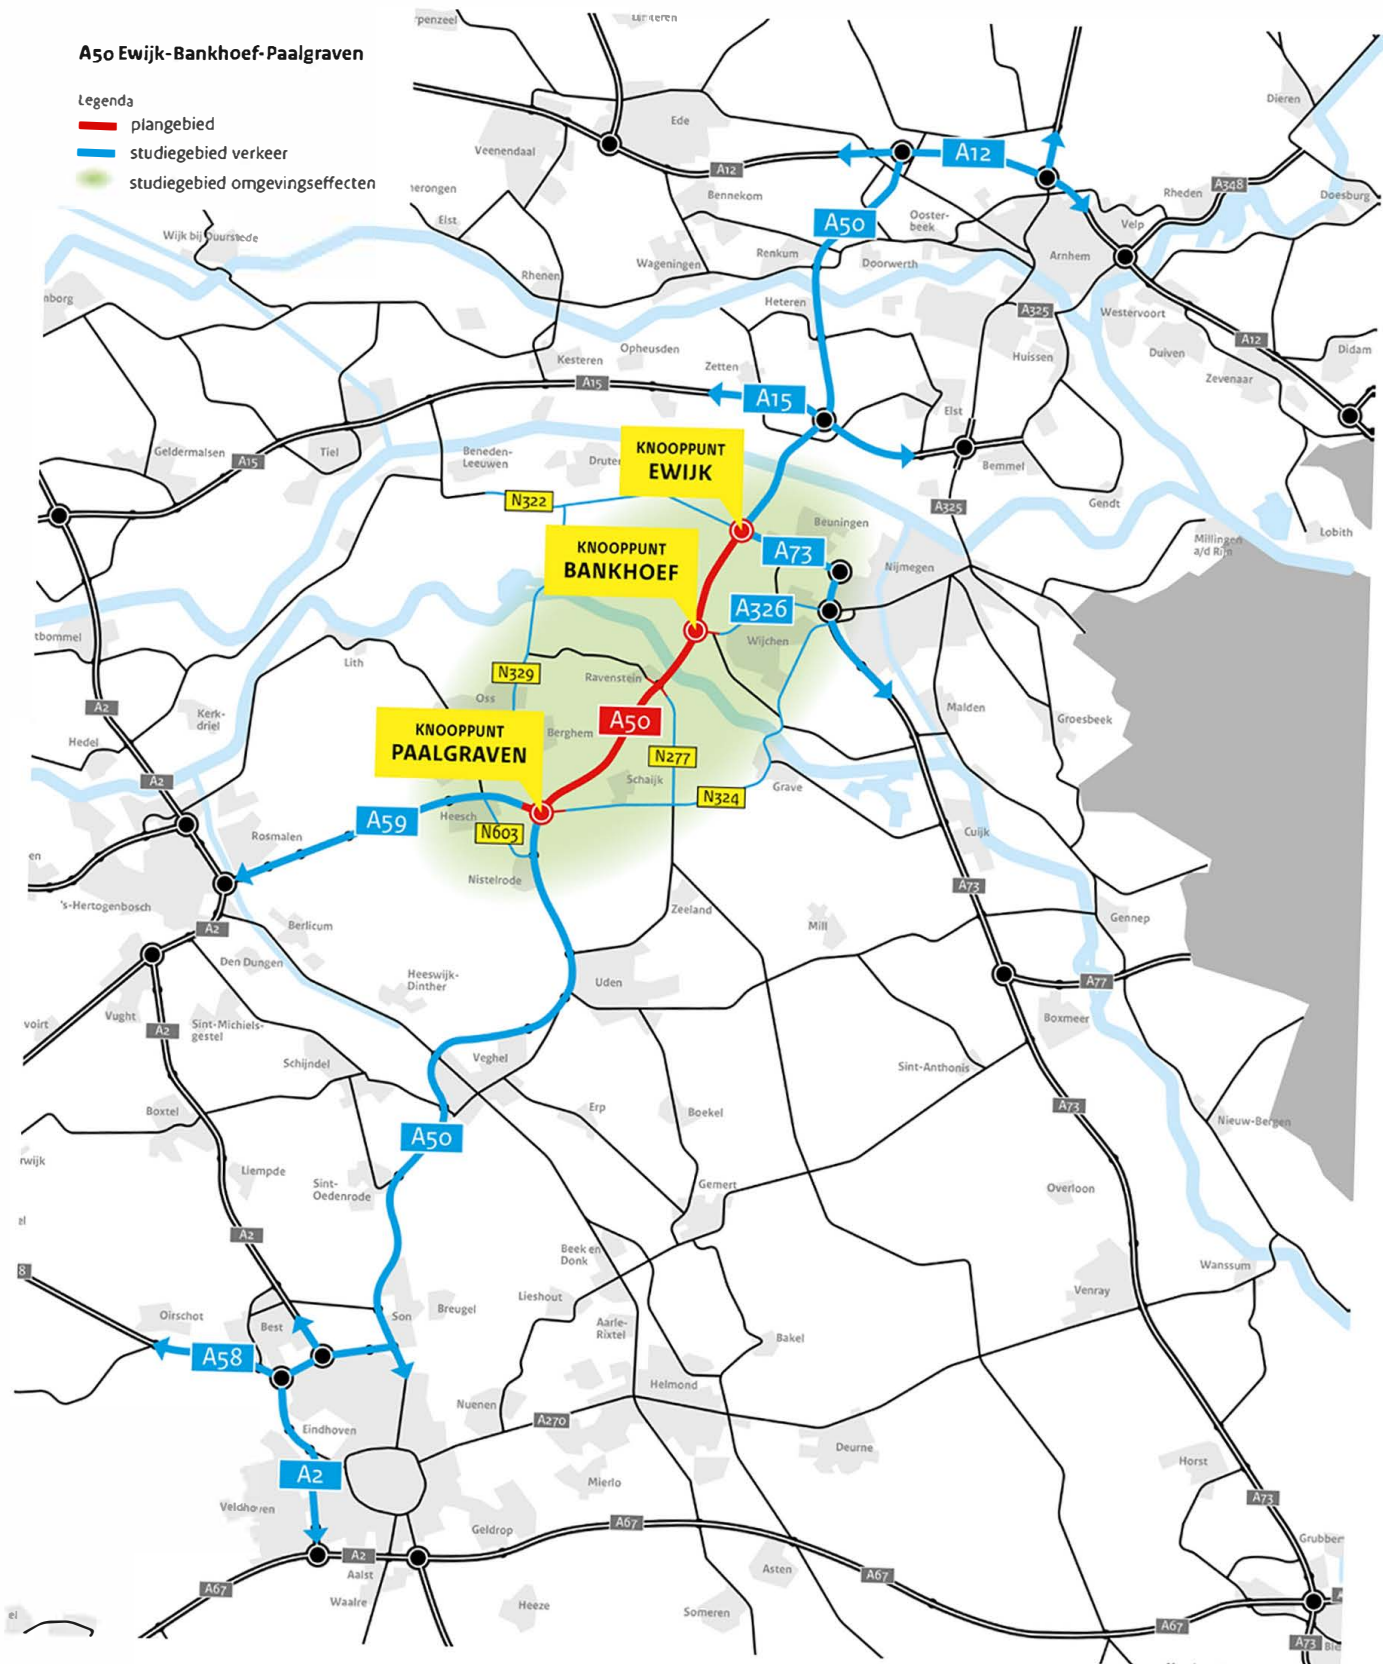 A50 Ewijk-Bankhoef-Paalgraven
Legenda
plangebied
studiegebied verkeer
studiegebied omgevingseffecten
Ede
Veenendaal
A12
Bennekom
A12
A50
Ooster-
beek
Dieren
A348
Rheden
Doesburg
Velp
Elst
Wijk bij Duurstede
Rhenen
Wageningen
Renkum
Doorwerth
Arnhem
Heteren
A325
Westervoort
A12
Huissen
Duiven
Didam
Zevenaar
Opheusden
Kesteren
Zetten
A15
A15
Elst
Geldermalsen
A15
Tiel
Beneden-
Leeuwen
KNOOPPUNT
EWIJK
Bemmel
N322
A325
Gendt
Beuningen
Lobith
Millingen
a/d Rijn
KNOOPPUNT
BANKHOEF
A73
Nijmegen
A326
Wijchen
Lith
N329
Ravenstein
Oss
A2
Kerk-
driel
A50
Malden
Groesbeek
Hedel
KNOOPPUNT
PAALGRAVEN
Berghem
N277
A2
Schaijk
N324
Grave
Heesch
A59
N603
Rosmalen
Cuijk
Nistelrode
A73
's-Hertogenbosch
Zeeland
Gennep
A2
Berlicum
Mill
Den Dungen
Heeswijk-
Dinther
Uden
A77
Vught
A2
Sint-Michiels-
gestel
Boxmeer
Schijndel
Veghel
Sint-Anthonis
Boxtel
Erp
Boekel
A73
Nieuw-Bergen
A50
Liempde
Sint-
Oedenrode
Gemert
Overloon
A2
Beek en
Donk
Wanssum
Venray
Oirschot
Best
Son
Breugel
Lieshout
Aarle-
Rixtel
Bakel
A58
Helmond
Nuenen
A270
Eindhoven
Deurne
Horst
A2
Mierlo
A73
Veldhoven
Geldrop
A67
A2
Aalst
Asten
A67
A67
Waalre
Heeze
Someren
A67
A73